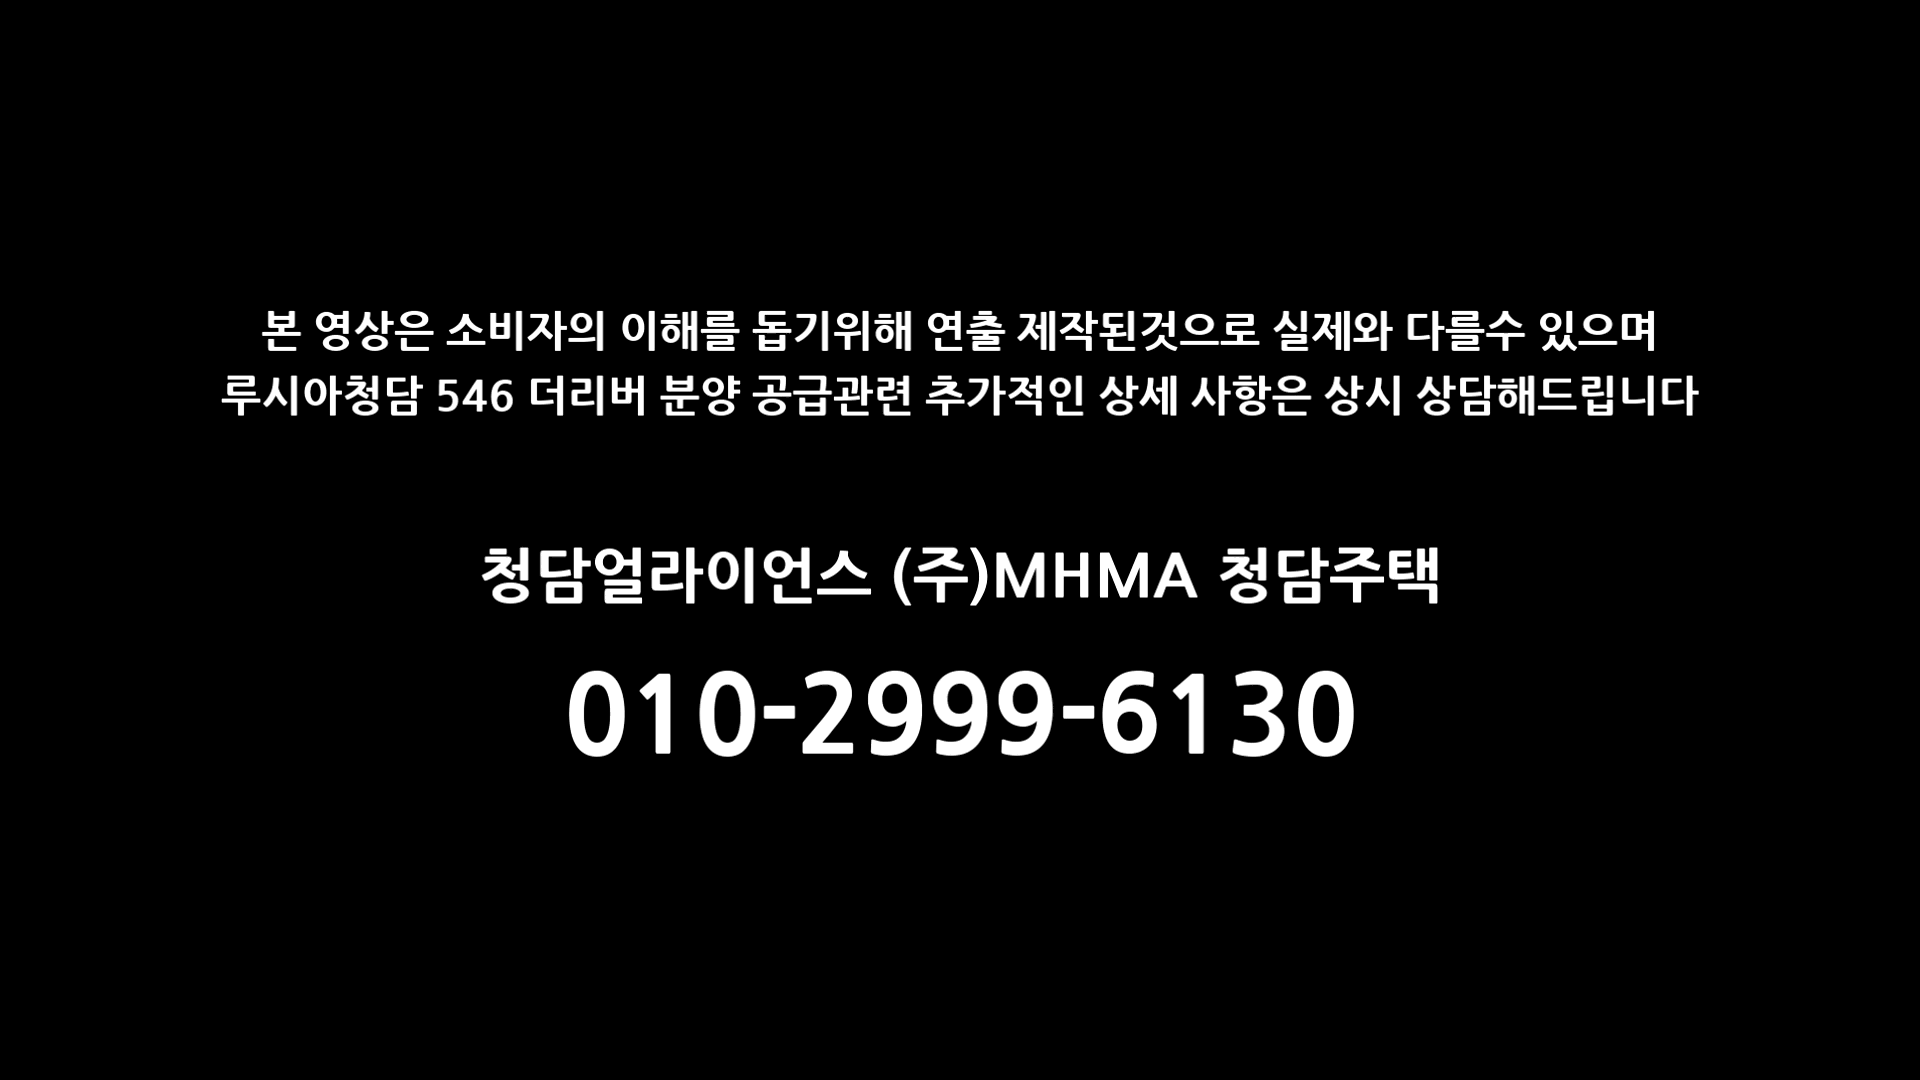 본 영상은 소비자의 이해를 돕기위해 연출 제작된것으로 실제와 다를수 있으며
루시아청담 546 더리버 분양 공급관련 추가적인 상세 사항은 상시 상담해드립니다
청담얼라이언스 (주)MHMA 청담주택
010-2999-6130